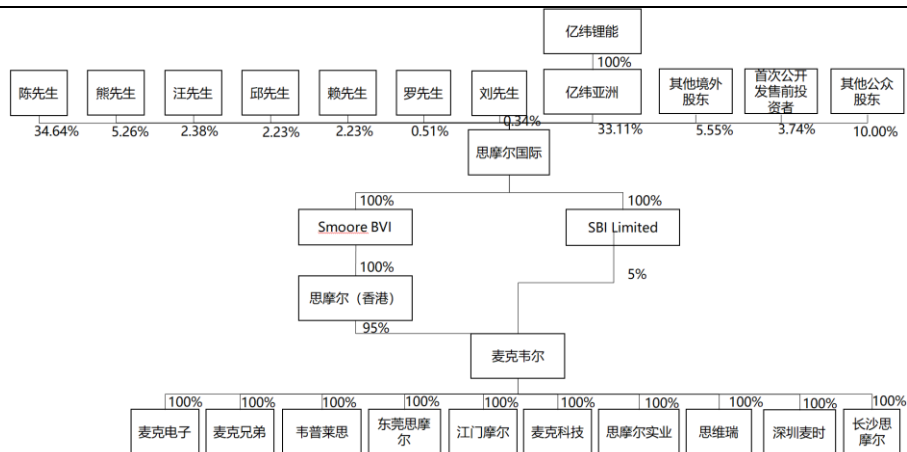 亿纬锂能
100%
陈先生
熊先生
汪先生
邱先生
赖先生
罗先生
刘先生
亿纬亚洲
其他境外
股东
首次公开
发售前投
资者
其他公众
股东
34.64%
5.26%
2.38%
2.23%
2.23%
0.51%
0.34%
33.11%
5.55%
3.74%
10.00%
思摩尔国际
100%
100%
Smoore BVI
SBI Limited
100%
5%
思摩尔（香港）
95%
麦克韦尔
100%
100%
100%
100%
100%
100%
100%
100%
100%
100%
麦克电子
麦克兄弟
韦普莱思
东莞思摩
尔
江门摩尔
麦克科技
思摩尔实业
思维瑞
深圳麦时
长沙思
摩尔